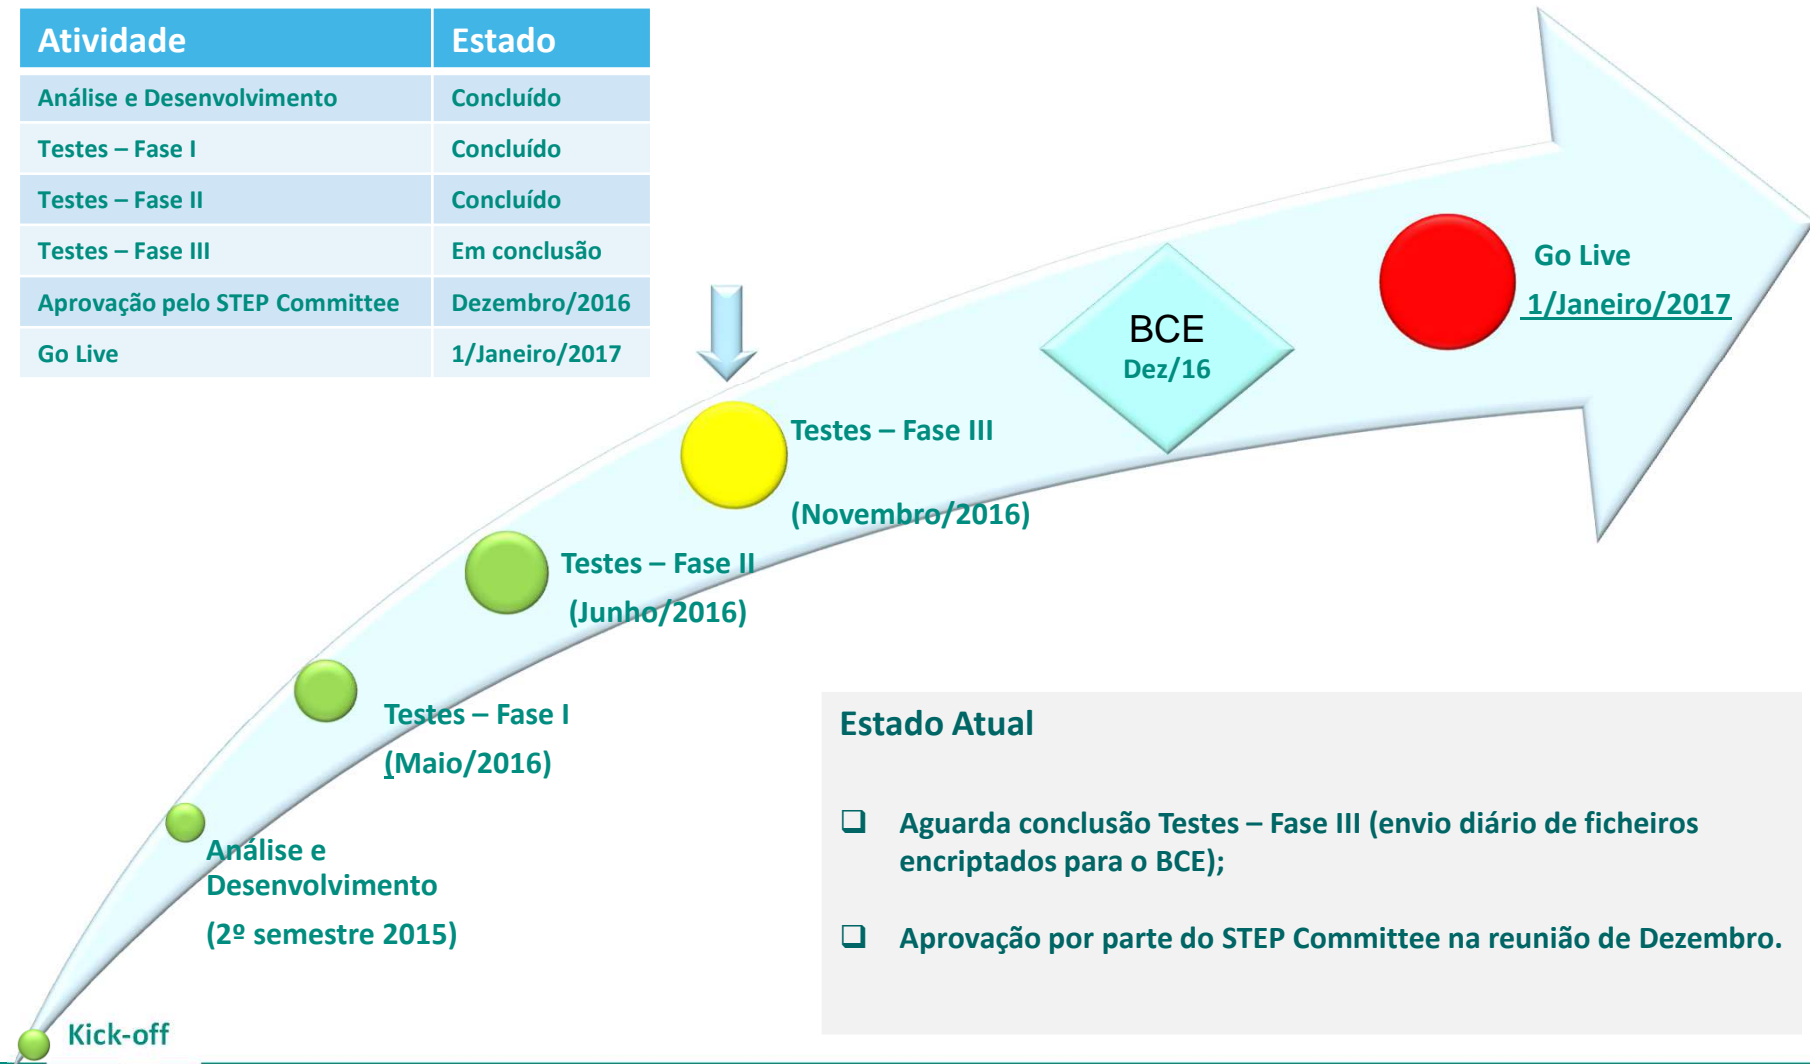 Atividade Estado
Análise e Desenvolvimento Concluído
Testes – Fase I Concluído
Testes – Fase II Concluído
Testes – Fase III Em conclusão
Aprovação pelo STEP Committee Dezembro/2016
Go Live 1/Janeiro/2017
Go Live
1/Janeiro/2017
BCE
Dez/16
Testes – Fase III
(Novembro/2016)
Testes – Fase II
(Junho/2016)
Testes – Fase I
(Maio/2016)
Análise e
Desenvolvimento
(2º semestre 2015)
Kick-off
Estado Atual
Aguarda conclusão Testes – Fase III (envio diário de ficheiros
encriptados para o BCE);
Aprovação por parte do STEP Committee na reunião de Dezembro.